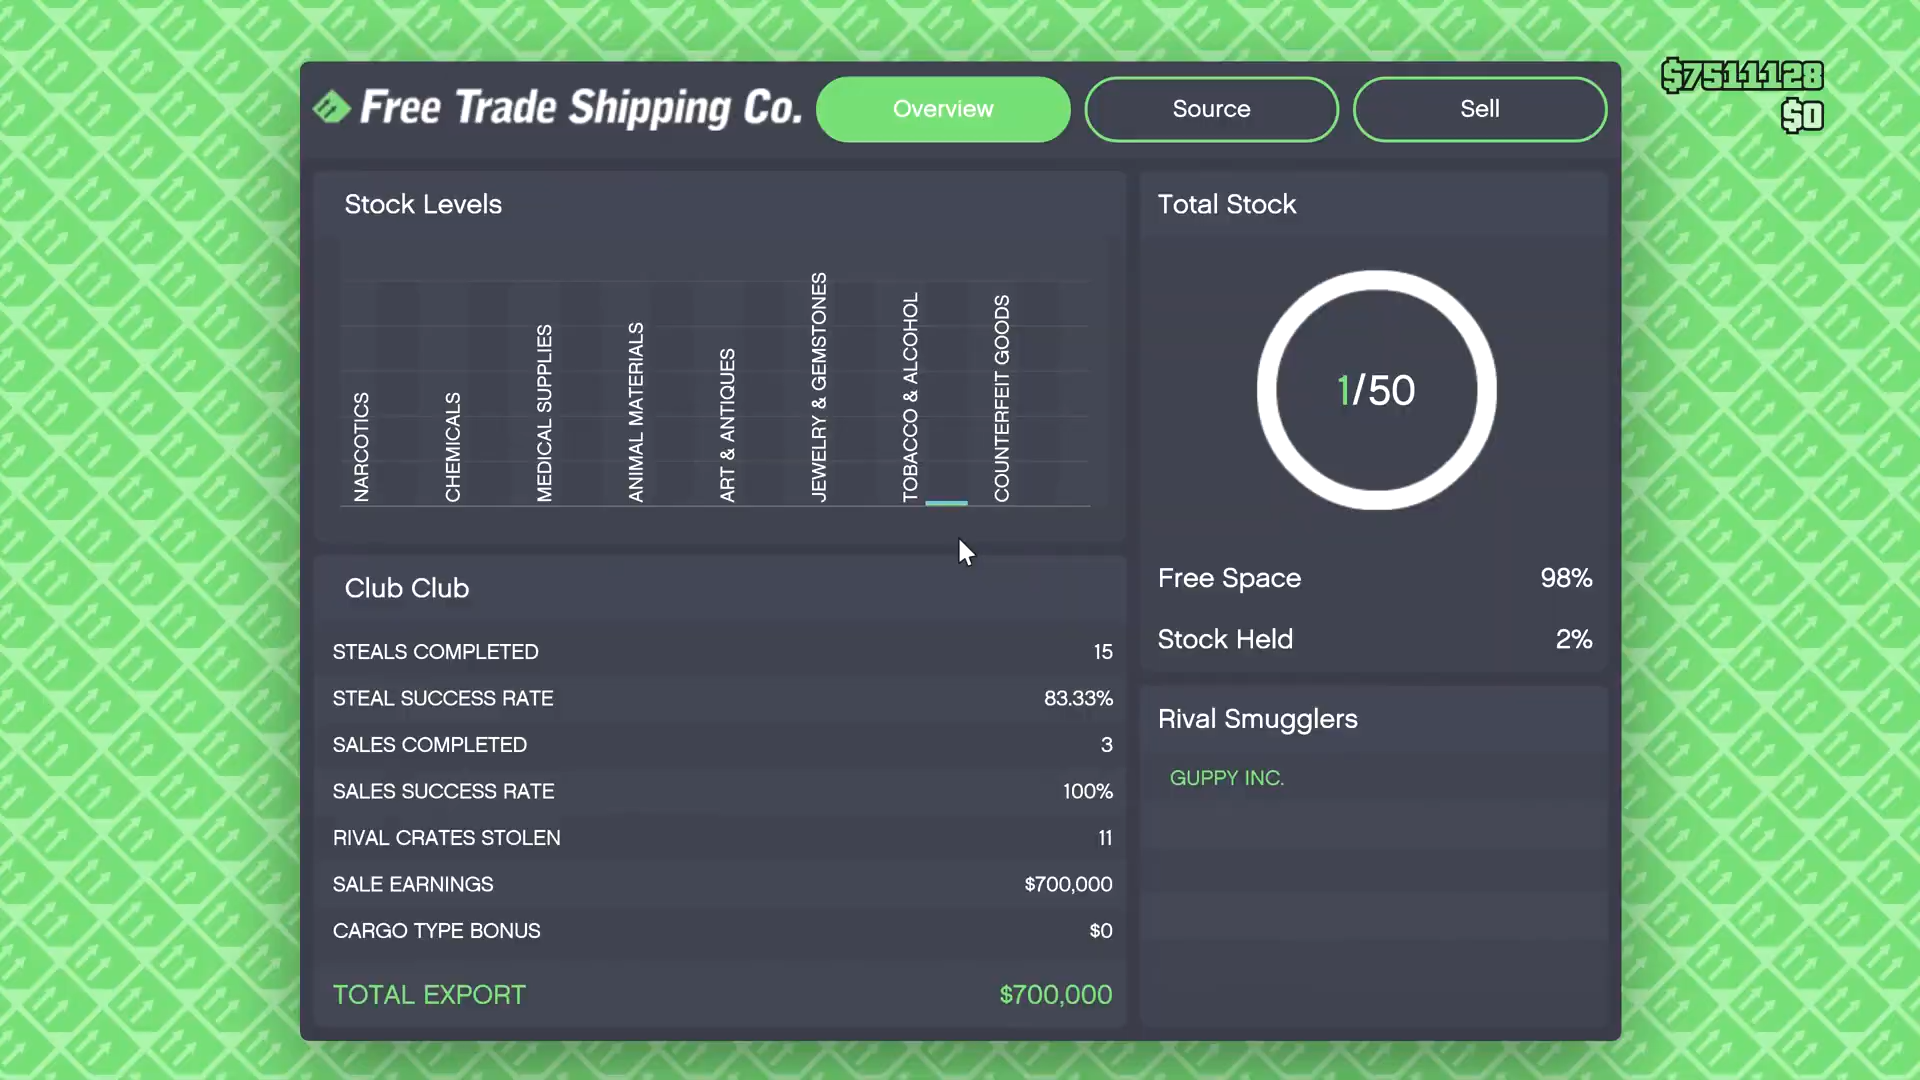 Free Trade Shipping Co.
Overview
Source
Sell
$7511128
$0
Stock Levels
NARCOTICS
CHEMICALS
MEDICAL SUPPLIES
ANIMAL MATERIALS
ART & ANTIQUES
JEWELRY & GEMSTONES
TOBACCO & ALCOHOL
COUNTERFEIT GOODS
Total Stock
1/50
Free Space 98%
Stock Held 2%
Club Club
STEALS COMPLETED 15
STEAL SUCCESS RATE 83.33%
SALES COMPLETED 3
SALES SUCCESS RATE 100%
RIVAL CRATES STOLEN 11
SALE EARNINGS $700,000
CARGO TYPE BONUS $0
TOTAL EXPORT $700,000
Rival Smugglers
GUPPY INC.